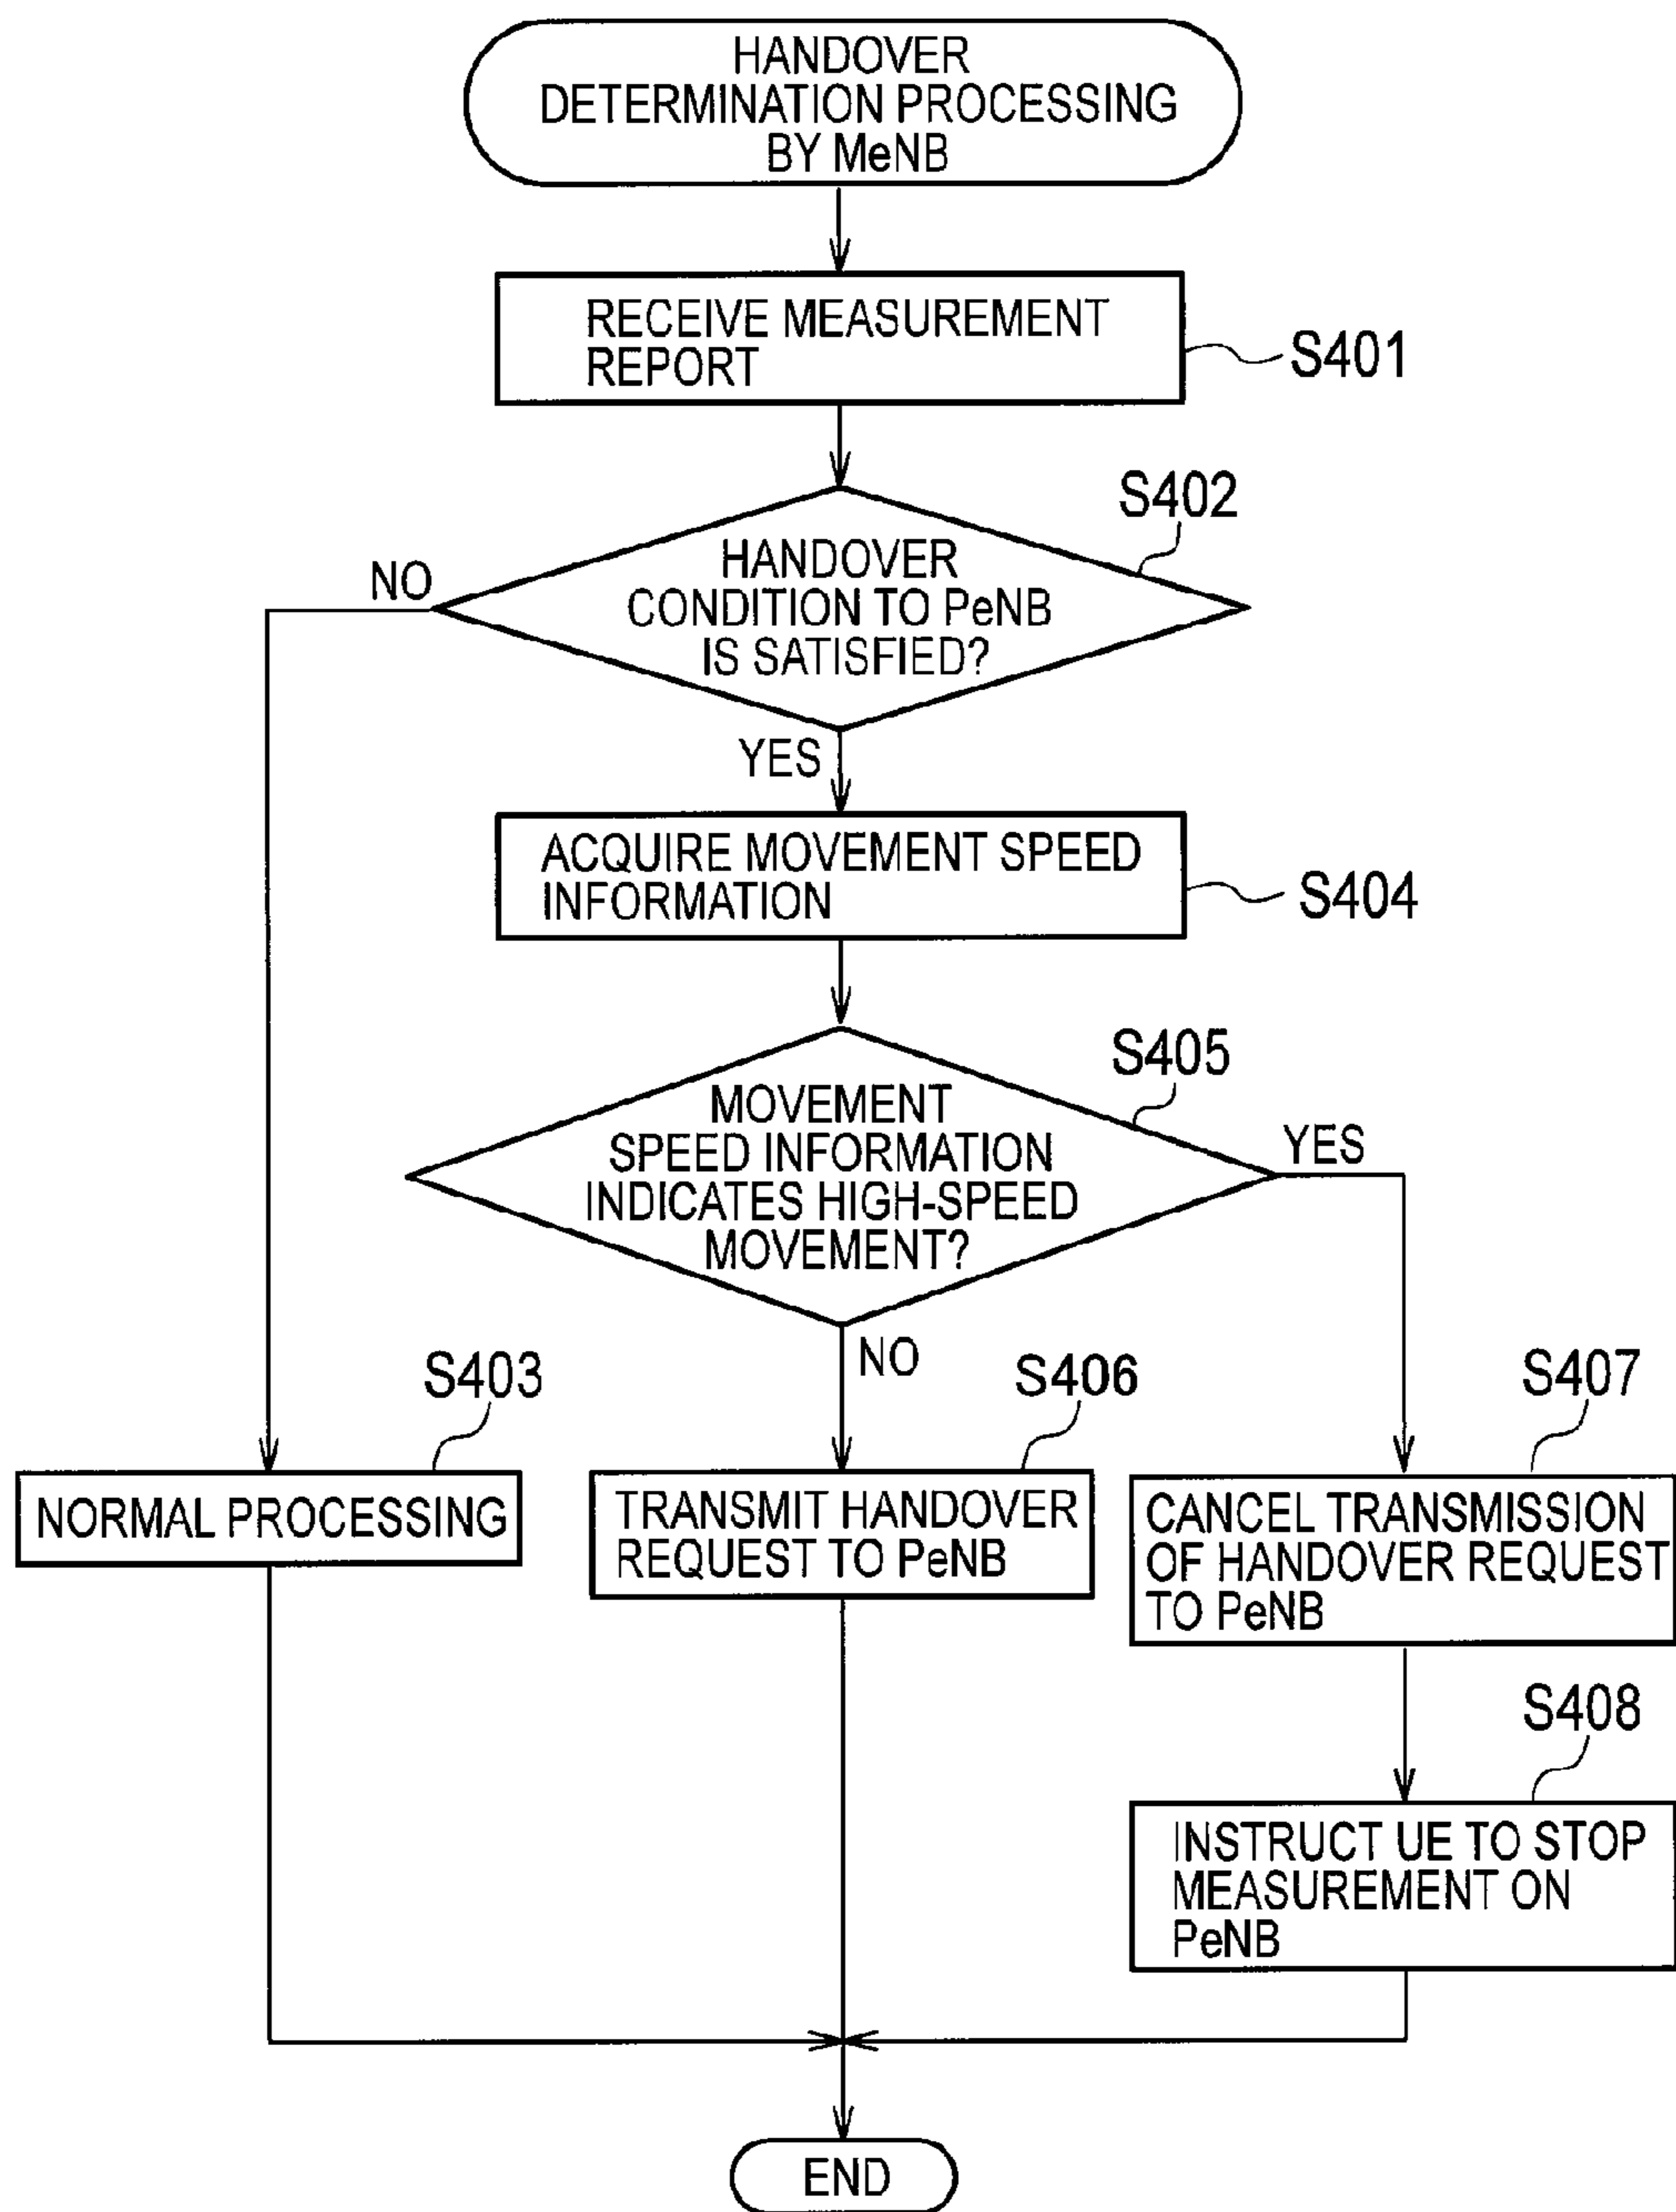 HANDOVER
DETERMINATION PROCESSING
BY MeNB
RECEIVE MEASUREMENT
REPORT
S401
S402
HANDOVER
CONDITION TO PeNB
IS SATISFIED?
NO
YES
ACQUIRE MOVEMENT SPEED
INFORMATION
S404
S405
MOVEMENT
SPEED INFORMATION
INDICATES HIGH-SPEED
MOVEMENT?
YES
NO
S403
NORMAL PROCESSING
S406
TRANSMIT HANDOVER
REQUEST TO PeNB
S407
CANCEL TRANSMISSION
OF HANDOVER REQUEST
TO PeNB
S408
INSTRUCT UE TO STOP
MEASUREMENT ON
PeNB
END